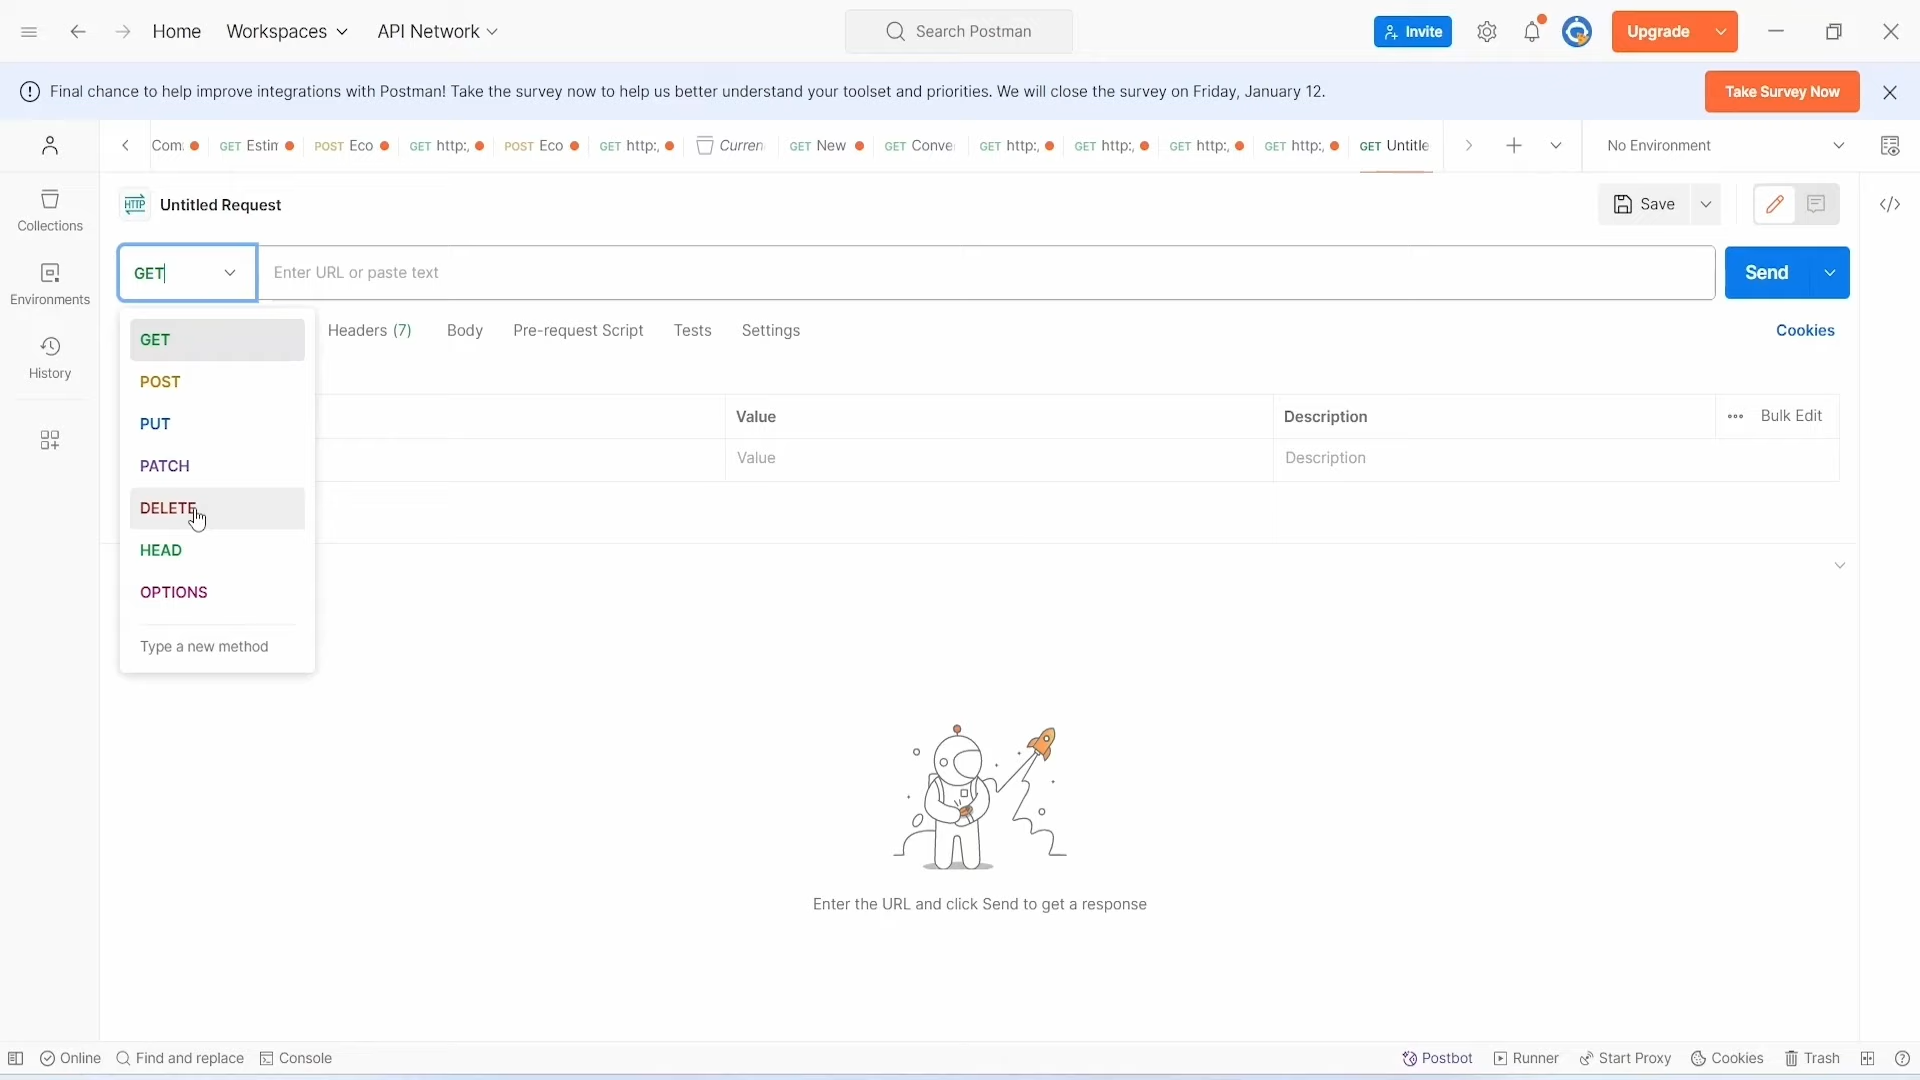 Home Workspaces API Network Search Postman Invite Upgrade
Final chance to help improve integrations with Postman! Take the survey now to help us better understand your toolset and priorities. We will close the survey on Friday, January 12. Take Survey Now
Com GET Estin POST Eco GET http:, POST Eco GET http:, Curren GET New GET Conve GET http:, GET http:, GET http:, GET http:, GET Untitle No Environment
HTTP Untitled Request Save
Collections
GET Enter URL or paste text Send
Environments
Headers (7) Body Pre-request Script Tests Settings Cookies
GET
History
POST
Value Description Bulk Edit
PUT
Value Description
PATCH
DELETE
HEAD
OPTIONS
Type a new method
Enter the URL and click Send to get a response
Online Find and replace Console Postbot Runner Start Proxy Cookies Trash